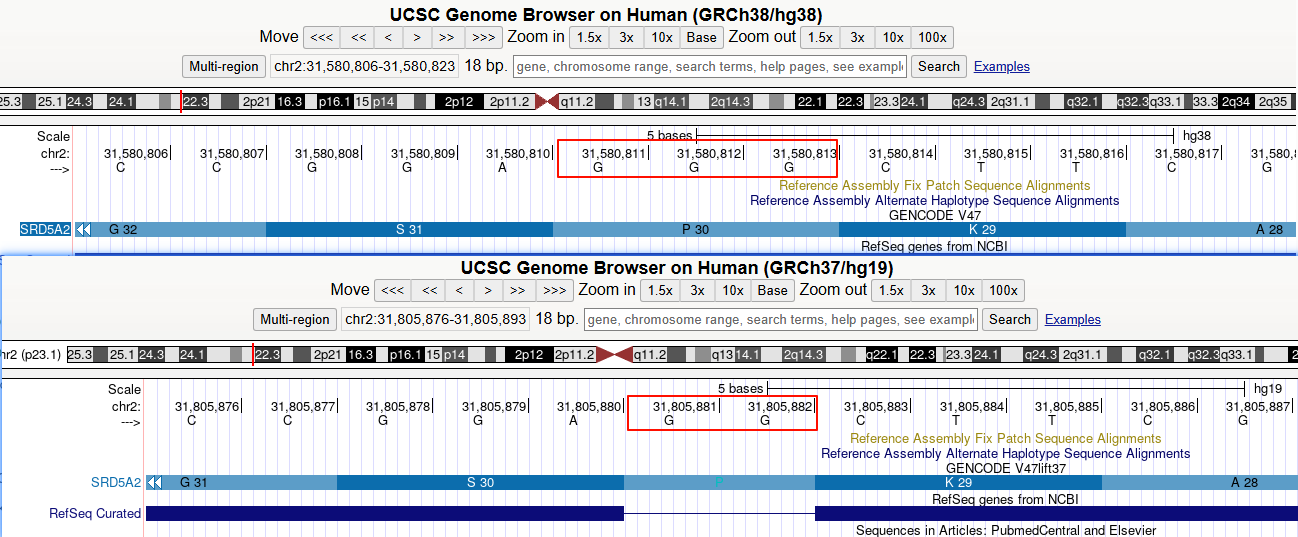 UCSC Genome Browser on Human (GRCh38/hg38)
Move <<< << < > >> >>> Zoom in 1.5x 3x 10x Base Zoom out 1.5x 3x 10x 100x
Multi-region chr2:31,580,806-31,580,823 18 bp. gene, chromosome range, search terms, help pages, see exampl Search Examples
25.3 25.1 24.3 24.1 22.3 2p21 16.3 p16.1 15 p14 2p12 2p11.2 q11.2 13 q14.1 2q14.3 22.1 22.3 23.3 24.1 q24.3 2q31.1 q32.1 q32.3 q33.1 33.3 2q34 2q35
Scale 5 bases hg38
chr2: 31,580,806 31,580,807 31,580,808 31,580,809 31,580,810 31,580,811 31,580,812 31,580,813 31,580,814 31,580,815 31,580,816 31,580,817 31,580,8
---> C C G G A G G G C T T C G
Reference Assembly Fix Patch Sequence Alignments
Reference Assembly Alternate Haplotype Sequence Alignments
GENCODE V47
SRD5A2 G 32 S 31 P 30 K 29 A 28
RefSeq genes from NCBI
UCSC Genome Browser on Human (GRCh37/hg19)
Move <<< << < > >> >>> Zoom in 1.5x 3x 10x Base Zoom out 1.5x 3x 10x 100x
Multi-region chr2:31,805,876-31,805,893 18 bp. gene, chromosome range, search terms, help pages, see exampl Search Examples
hr2 (p23.1) 25.3 25.1 24.3 24.1 22.3 2p21 16.3 p16.1 15 p14 2p12 2p11.2 q11.2 q13 14.1 2q14.3 q22.1 22.3 23.3 24.1 q24.3 2q31.1 q32.1 q32.3 q33.1 2
Scale 5 bases hg19
chr2: 31,805,876 31,805,877 31,805,878 31,805,879 31,805,880 31,805,881 31,805,882 31,805,883 31,805,884 31,805,885 31,805,886 31,805,887
---> C C G G A G G C T T C G
Reference Assembly Fix Patch Sequence Alignments
Reference Assembly Alternate Haplotype Sequence Alignments
GENCODE V47lift37
SRD5A2 G 31 S 30 P K 29 A 28
RefSeq genes from NCBI
RefSeq Curated
Sequences in Articles: PubmedCentral and Elsevier